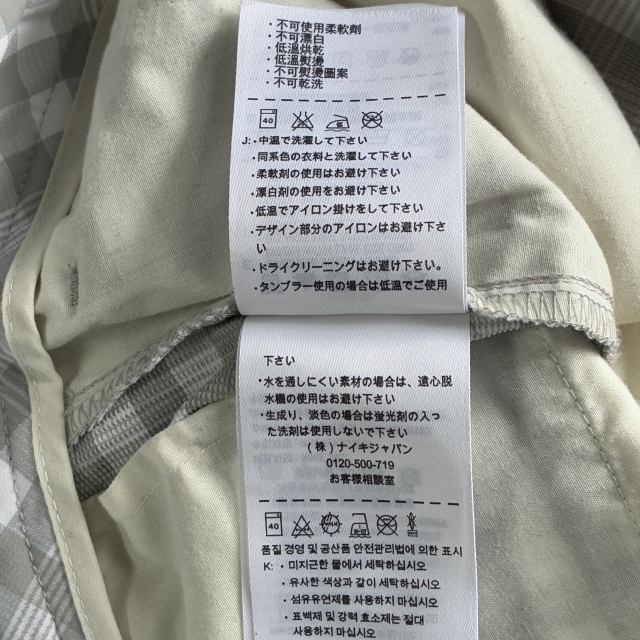 ・不可使用柔軟劑
・不可漂白
・低溫烘乾
・低溫熨燙
・不可熨燙圖案
・不可乾洗
40
J:・中温で洗濯して下さい
・同系色の衣料と洗濯して下さい
・柔軟剤の使用はお避け下さい
・漂白剤の使用をお避け下さい
・低温でアイロン掛けをして下さい
・デザイン部分のアイロンはお避け下さ
い
・ドライクリーニングはお避け下さい。
・タンブラー使用の場合は低温でご使用
下さい
・水を通しにくい素材の場合は、遠心脱
水機の使用はお避け下さい
・生成り、淡色の場合は蛍光剤の入っ
た洗剤は使用しないで下さい
(株)ナイキジャパン
0120-500-719
お客様相談室
40
품질 경영 및 공산품 안전관리법에 의한 표시
K: ・미지근한 물에서 세탁하십시오
・유사한 색상과 같이 세탁하십시오
・섬유유연제를 사용하지 마십시오
・표백제 및 강력 효소제는 절대
사용하지 마십시오